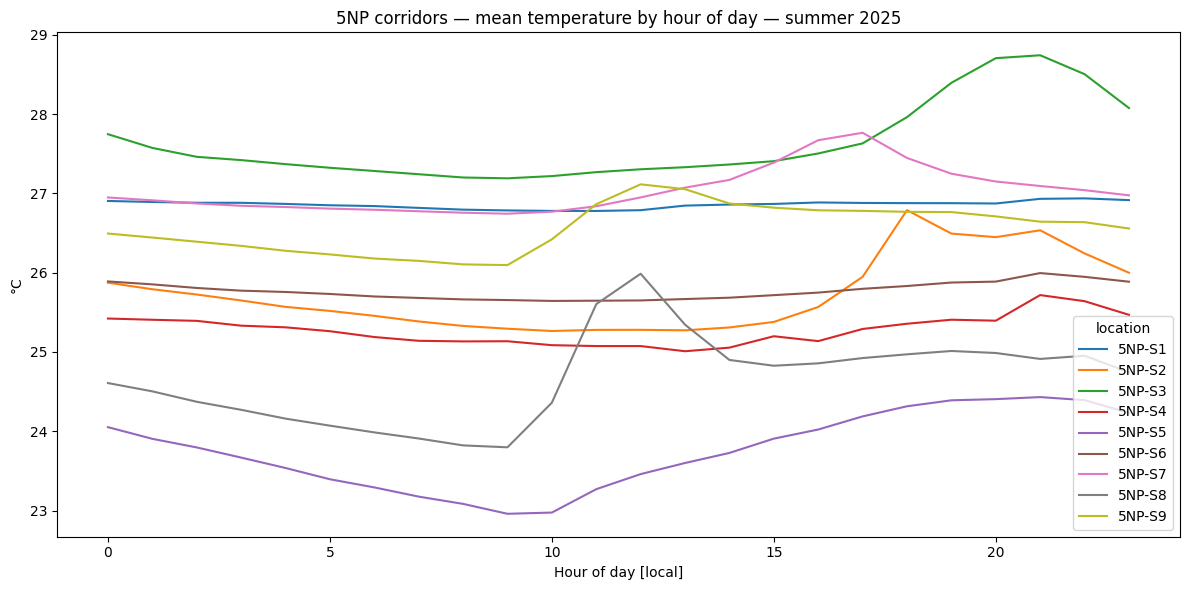 5NP corridors — mean temperature by hour of day — summer 2025
29
28
27
26
25
24
23
°C
0
5
10
15
20
Hour of day [local]
location
5NP-S1
5NP-S2
5NP-S3
5NP-S4
5NP-S5
5NP-S6
5NP-S7
5NP-S8
5NP-S9